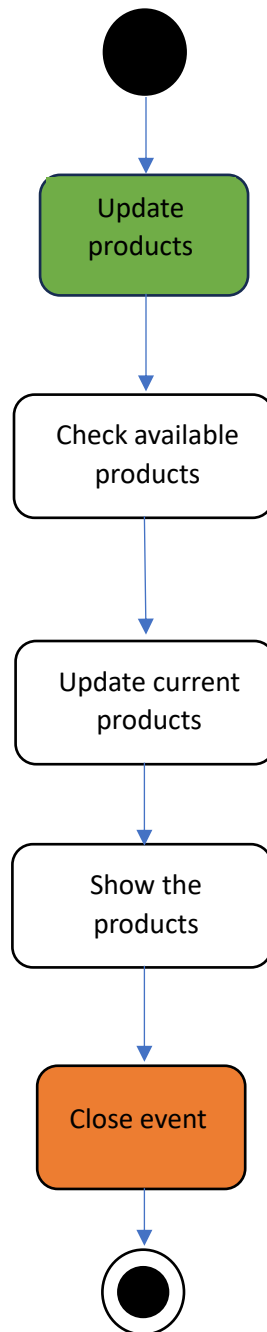 Update
products
Check available
products
Update current
products
Show the
products
Close event